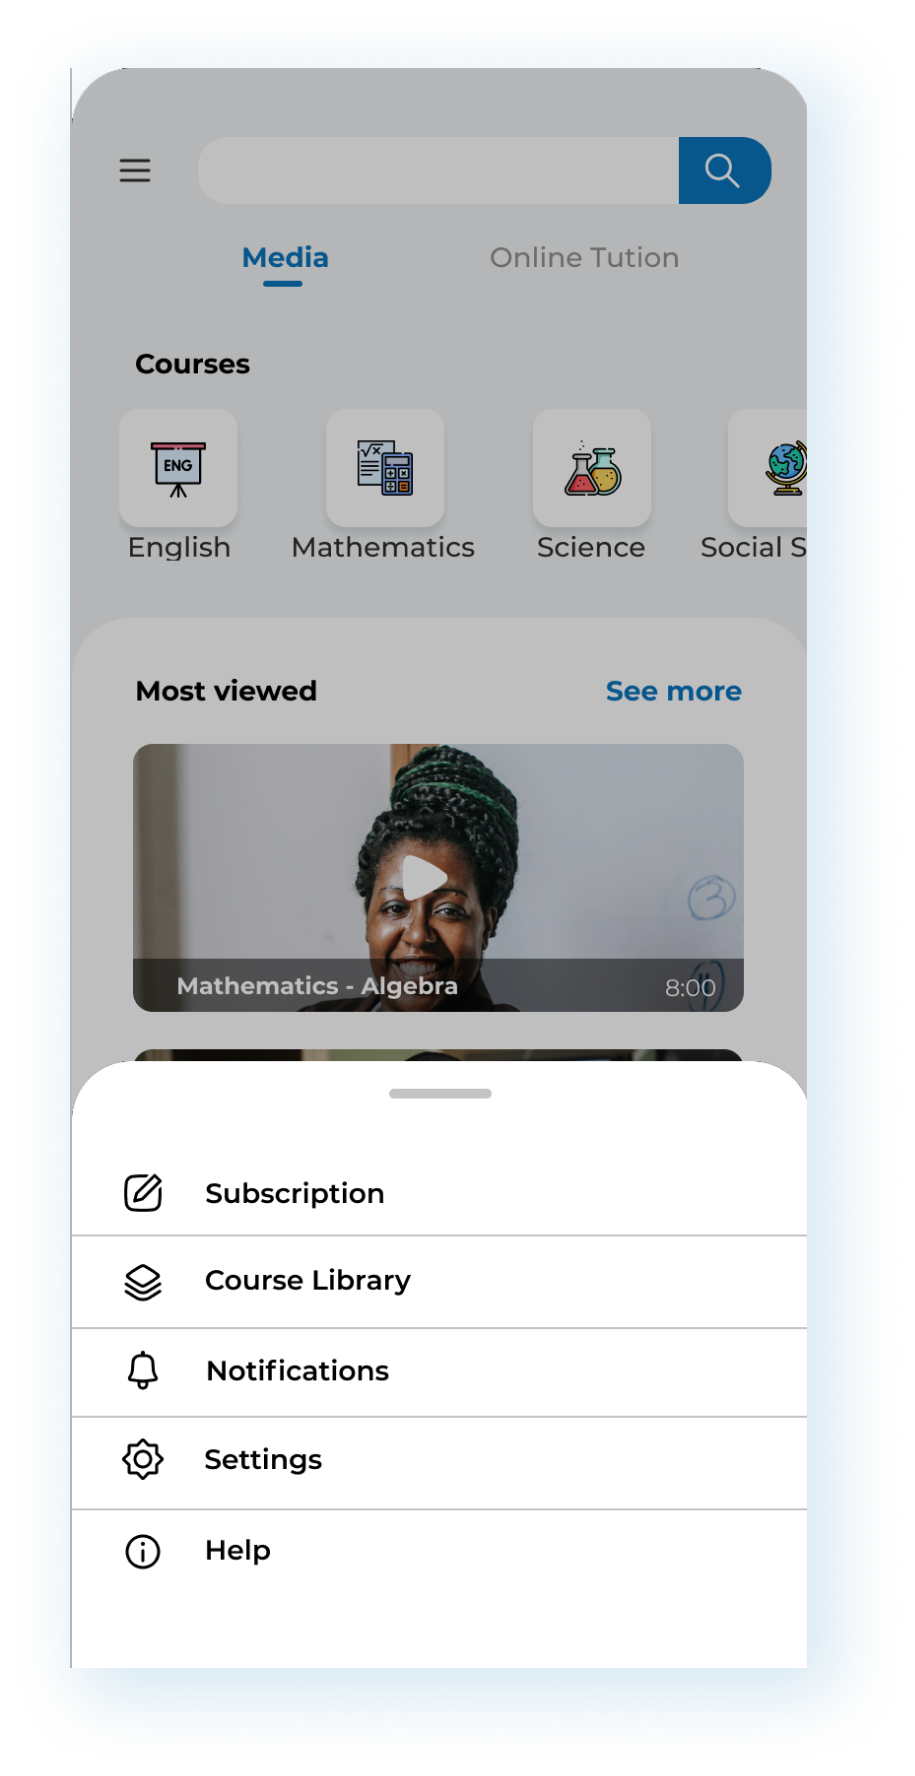 Media
Online Tution
Courses
√x
ENG
English
Mathematics
Science
Social S
Most viewed
See more
3
Mathematics - Algebra
8:00
Subscription
Course Library
Notifications
Settings
Help